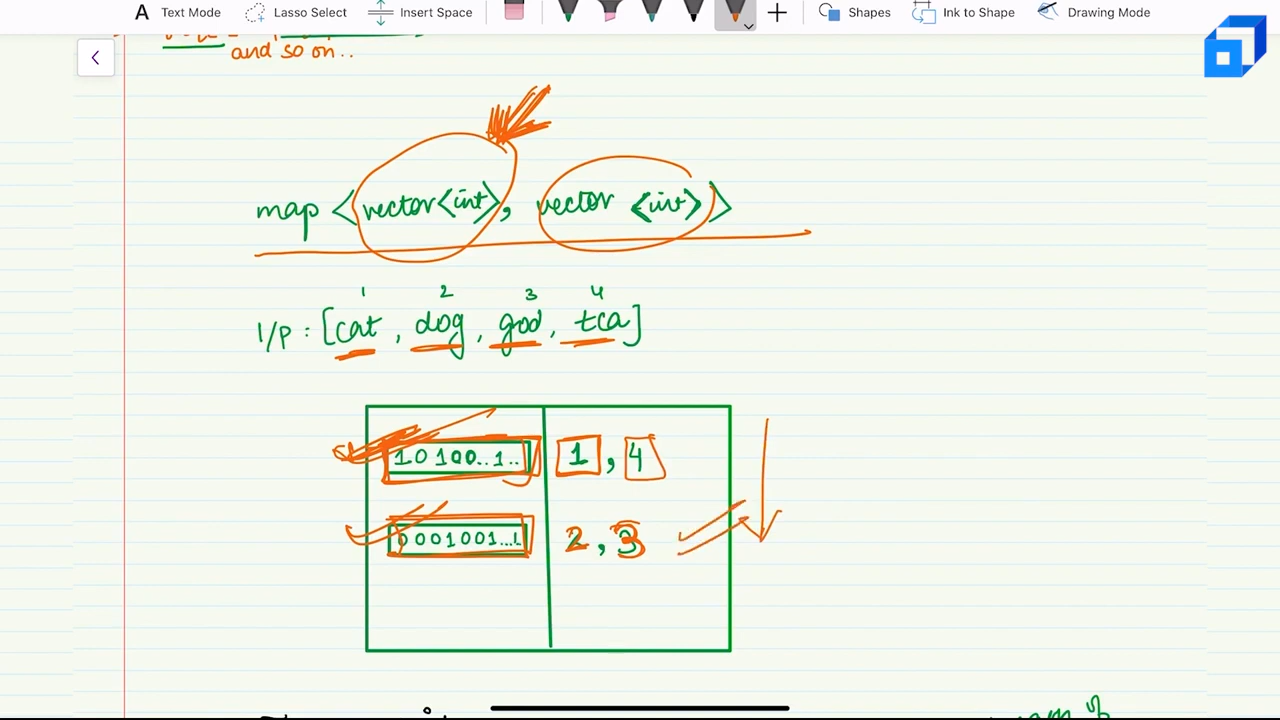 Text Mode Lasso Select Insert Space Shapes Ink to Shape Drawing Mode
and so on..
map <vector<int>, vector <int>>
1 2 3 4
I/P : [cat, dog, god, tca]
10100..1.. 1, 4
0001001...1 2, 3